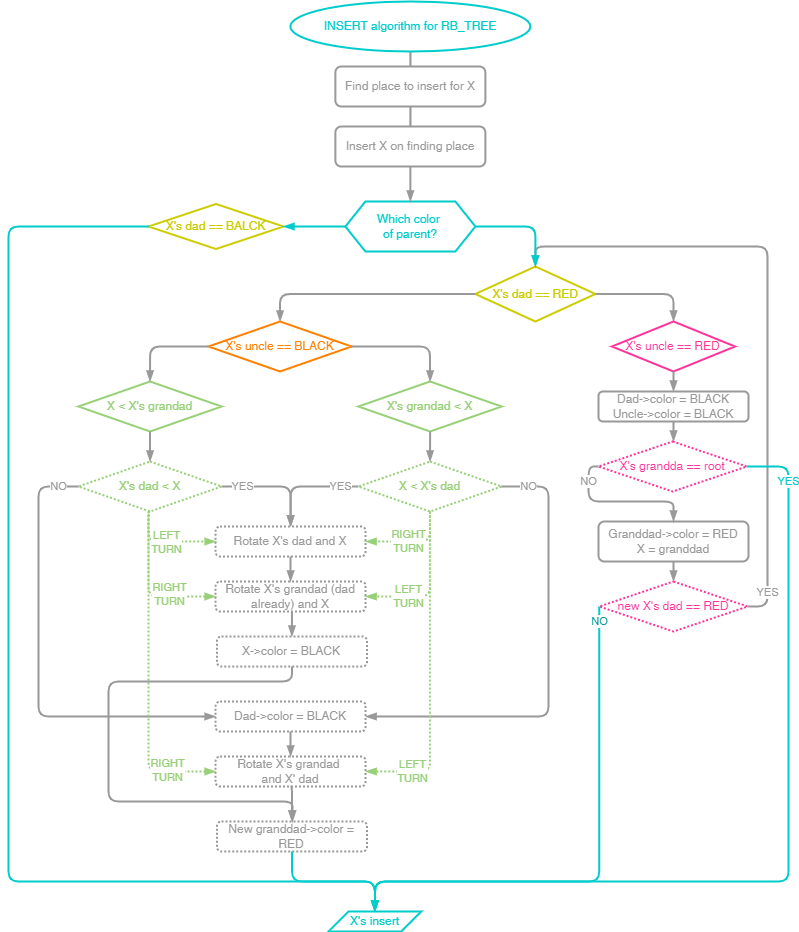 INSERT algorithm for RB_TREE
Find place to insert for X
Insert X on finding place
Which color
of parent?
X's dad == BALCK
X's dad == RED
X's uncle == BLACK
X's uncle == RED
X < X's grandad
X's grandad < X
Dad->color = BLACK
Uncle->color = BLACK
X's grandda == root
NO
YES
X's dad < X
NO
YES
X < X's dad
YES
NO
LEFT
TURN
Rotate X's dad and X
RIGHT
TURN
Granddad->color = RED
X = granddad
RIGHT
TURN
Rotate X's grandad (dad
already) and X
LEFT
TURN
new X's dad == RED
YES
NO
X->color = BLACK
Dad->color = BLACK
RIGHT
TURN
Rotate X's grandad
and X' dad
LEFT
TURN
New granddad->color =
RED
X's insert